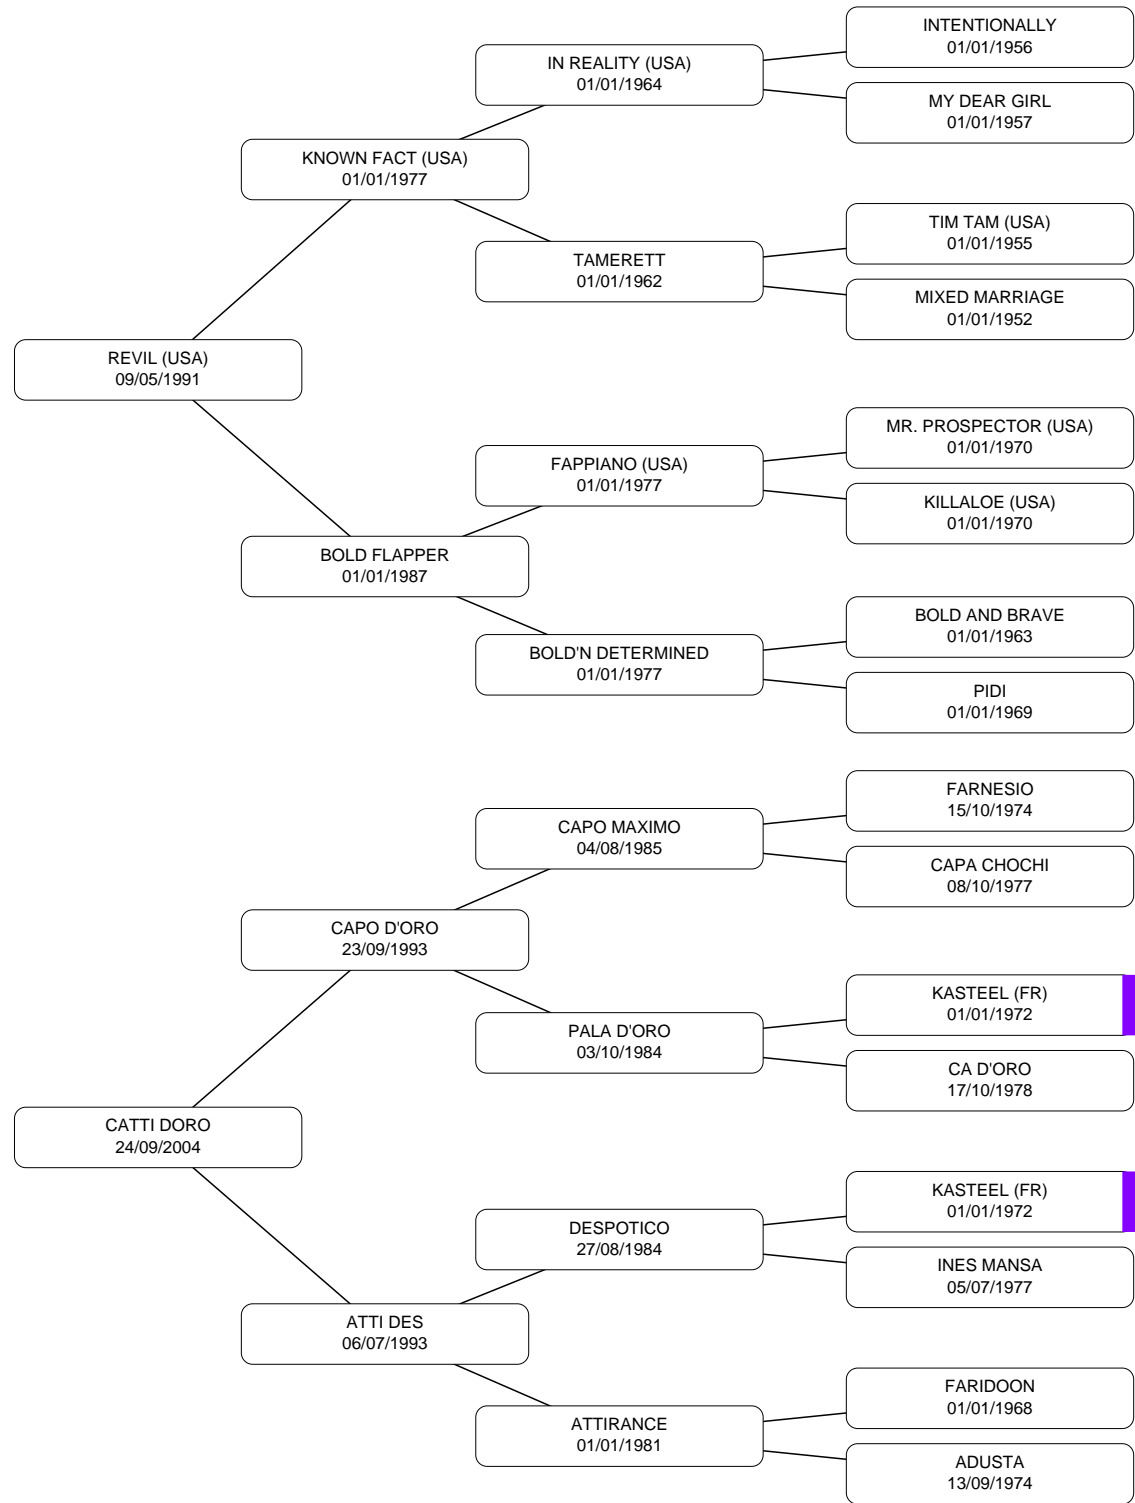 INTENTIONALLY
01/01/1956
IN REALITY (USA)
01/01/1964
MY DEAR GIRL
01/01/1957
KNOWN FACT (USA)
01/01/1977
TIM TAM (USA)
01/01/1955
TAMERETT
01/01/1962
MIXED MARRIAGE
01/01/1952
REVIL (USA)
09/05/1991
MR. PROSPECTOR (USA)
01/01/1970
FAPPIANO (USA)
01/01/1977
KILLALOE (USA)
01/01/1970
BOLD FLAPPER
01/01/1987
BOLD AND BRAVE
01/01/1963
BOLD'N DETERMINED
01/01/1977
PIDI
01/01/1969
FARNESIO
15/10/1974
CAPO MAXIMO
04/08/1985
CAPA CHOCHI
08/10/1977
CAPO D'ORO
23/09/1993
KASTEEL (FR)
01/01/1972
PALA D'ORO
03/10/1984
CA D'ORO
17/10/1978
CATTI DORO
24/09/2004
KASTEEL (FR)
01/01/1972
DESPOTICO
27/08/1984
INES MANSA
05/07/1977
ATTI DES
06/07/1993
FARIDOON
01/01/1968
ATTIRANCE
01/01/1981
ADUSTA
13/09/1974